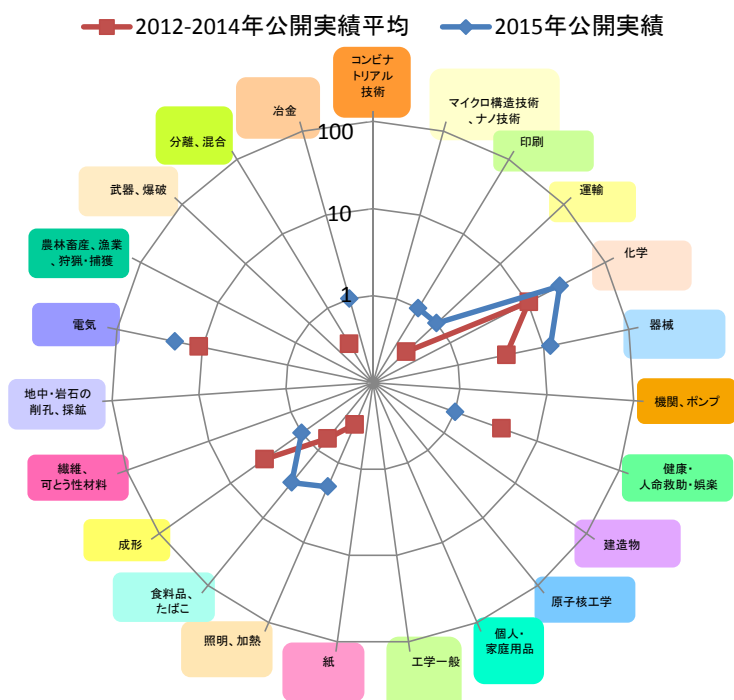 2012-2014年公開実績平均
2015年公開実績
コンビナ
トリアル
技術
マイクロ構造技術
、ナノ技術
印刷
運輸
化学
器械
機関、ポンプ
健康・
人命救助・娯楽
建造物
原子核工学
個人・
家庭用品
工学一般
紙
照明、加熱
食料品、
たばこ
成形
繊維、
可とう性材料
地中・岩石の
削孔、採鉱
電気
農林畜産、漁業
、狩猟・捕獲
武器、爆破
分離、混合
冶金
100
10
1